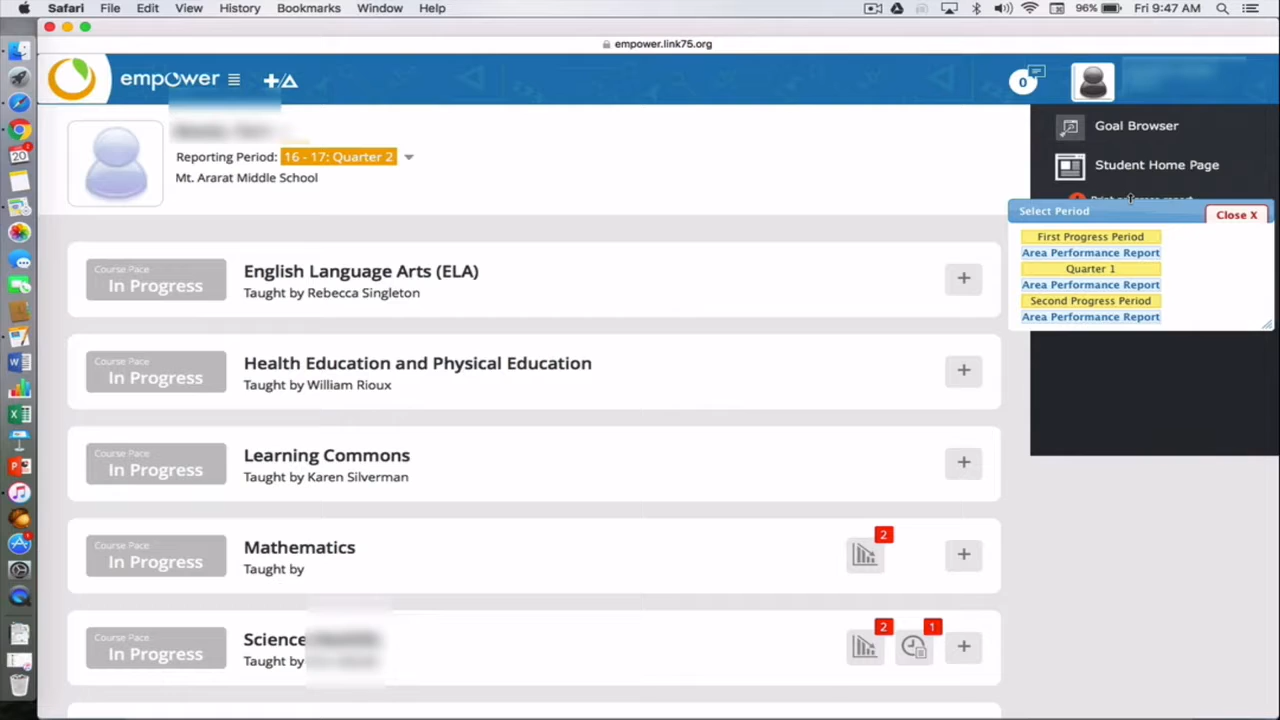 Safari File Edit View History Bookmarks Window Help 96% Fri 9:47 AM
empower.link75.org
empower
0
Goal Browser
Student Home Page
Reporting Period: 16 - 17: Quarter 2
Mt. Ararat Middle School
Select Period Close X
First Progress Period
Area Performance Report
Quarter 1
Area Performance Report
Second Progress Period
Area Performance Report
Course Pace
In Progress
English Language Arts (ELA)
Taught by Rebecca Singleton
+
Course Pace
In Progress
Health Education and Physical Education
Taught by William Rioux
+
Course Pace
In Progress
Learning Commons
Taught by Karen Silverman
+
Course Pace
In Progress
Mathematics
Taught by
2
+
Course Pace
In Progress
Science
Taught by
2
1
+